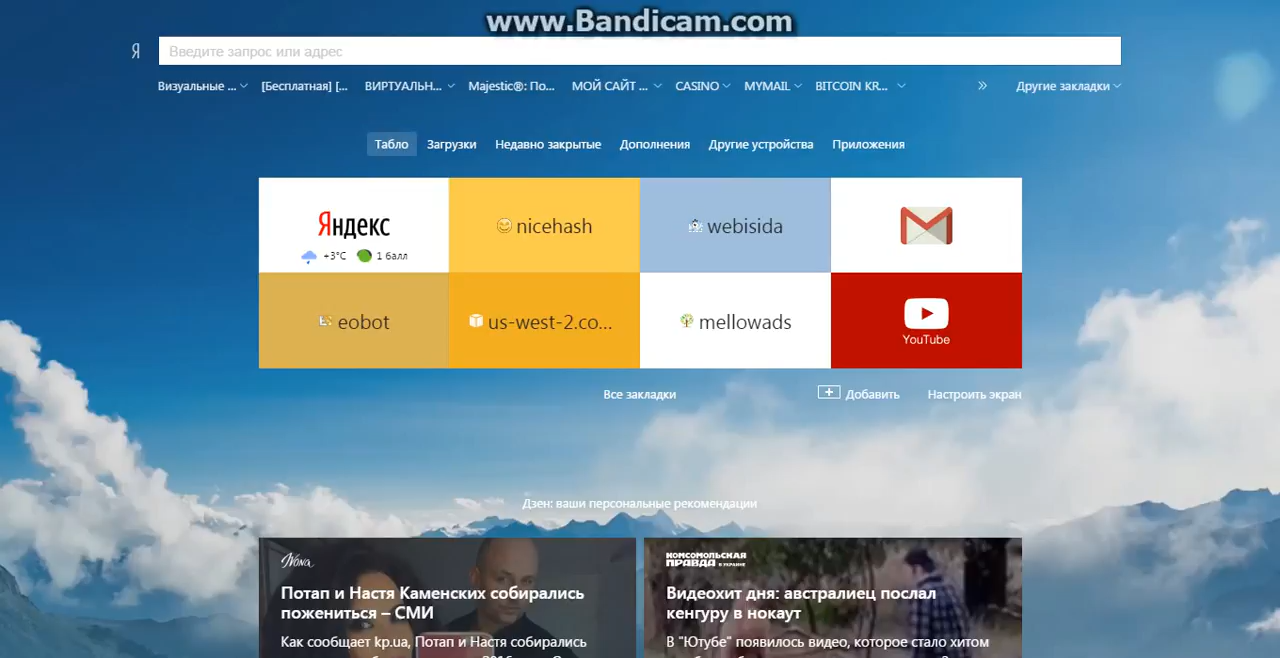 www.Bandicam.com
Я Введите запрос или адрес
Визуальные ... [Бесплатная] [... ВИРТУАЛЬН... Majestic®: По... МОЙ САЙТ ... CASINO MYMAIL BITCOIN KR... » Другие закладки
Табло Загрузки Недавно закрытые Дополнения Другие устройства Приложения
Яндекс
+3°C 1 балл
nicehash
webisida
eobot
us-west-2.co...
mellowads
YouTube
Все закладки Добавить Настроить экран
Дзен: ваши персональные рекомендации
Ivona
Потап и Настя Каменских собирались
пожениться – СМИ
Как сообщает kp.ua, Потап и Настя собирались
КОМСОМОЛЬСКАЯ
ПРАВДА В УКРАИНЕ
Видеохит дня: австралиец послал
кенгуру в нокаут
В "Ютубе" появилось видео, которое стало хитом